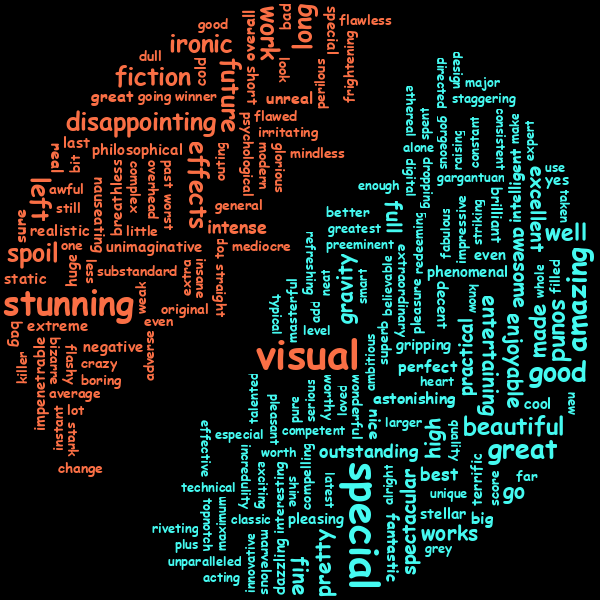 good
ironic
fiction
great
going
winner
dull
cold
future
overall
short
work
look
bad
long
special
flawless
frightening
perilous
unreal
flawed
irritating
mindless
glorious
modern
psychological
outing
disappointing
effects
philosophical
last
bit
real
left
awful
still
sure
realistic
spoil
one
static
huge
less
nauseating
breathless
complex
overhead
past
worst
general
intense
little
unimaginative
mediocre
substandard
extra
insane
hot
straight
original
stunning
weak
even
adverse
bag
extreme
killer
impenetrable
bizarre
flashy
negative
crazy
boring
average
instant
lot
stark
change
visual
design
directed
major
staggering
ethereal
spent
gorgeous
raising
constant
consistent
make
expert
alone
digital
dropping
gargantuan
brilliant
intelligent
excellent
use
yes
taken
enough
better
greatest
preeminent
full
redeeming
fabulous
impressive
striking
even
awesome
well
refreshing
gravity
believable
extraordinary
pleasure
decent
phenomenal
know
enjoyable
whole
filled
amazing
neat
smart
add
masterful
typical
level
superb
ambitious
gripping
practical
entertaining
made
sound
perfect
good
heart
astonishing
cool
new
talented
pleasant
pure
serious
worthy
loved
wonderful
nice
larger
high
quality
beautiful
effective
especial
competent
worth
outstanding
great
incredulity
exciting
interesting
shine
compelling
latest
special
alright
spectacular
best
terrific
score
far
technical
topnotch
maximum
unique
go
riveting
classic
pleasing
fantastic
stellar
big
plus
innovative
marvelous
dazzling
fine
pretty
works
unparalleled
acting
grey